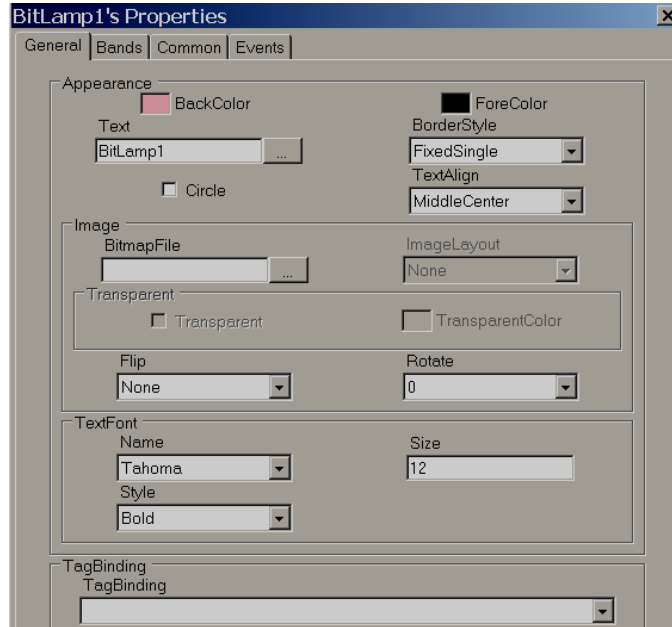 BitLamp1's Properties
General Bands Common Events
Appearance
BackColor
ForeColor
Text
BorderStyle
BitLamp1
...
FixedSingle
TextAlign
Circle
MiddleCenter
Image
BitmapFile
ImageLayout
...
None
Transparent
Transparent
TransparentColor
Flip
Rotate
None
0
TextFont
Name
Size
Tahoma
12
Style
Bold
TagBinding
TagBinding